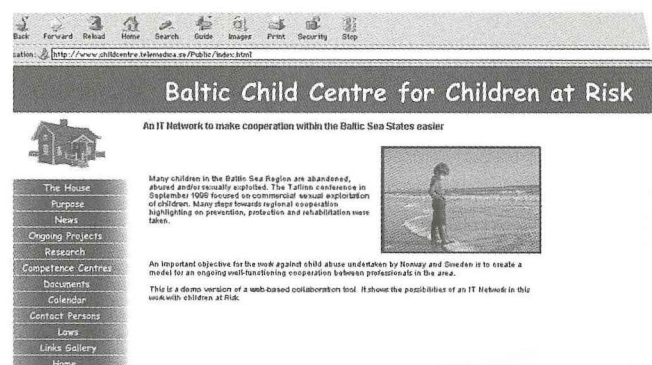 Back Forward Reload Home Search Guide Images Print Security Stop
ation: http://www.childcentre.telemedica.se/Public/index.html
Baltic Child Centre for Children at Risk
An IT Network to make cooperation within the Baltic Sea States easier
Many children in the Baltic Sea Region are abandoned,
abused and/or sexually exploited. The Tallinn conference in
September 1998 focused on commercial sexual exploitation
of children. Many steps towards regional cooperation
highlighting on prevention, protection and rehabilitation were
taken.
An important objective for the work against child abuse undertaken by Norway and Sweden is to create a
model for an ongoing well-functioning cooperation between professionals in the area.
This is a demo version of a web-based collaboration tool. It shows the possibilities of an IT Network in this
work with children at Risk.
The House
Purpose
News
Ongoing Projects
Research
Competence Centres
Documents
Calendar
Contact Persons
Laws
Links Gallery
Home